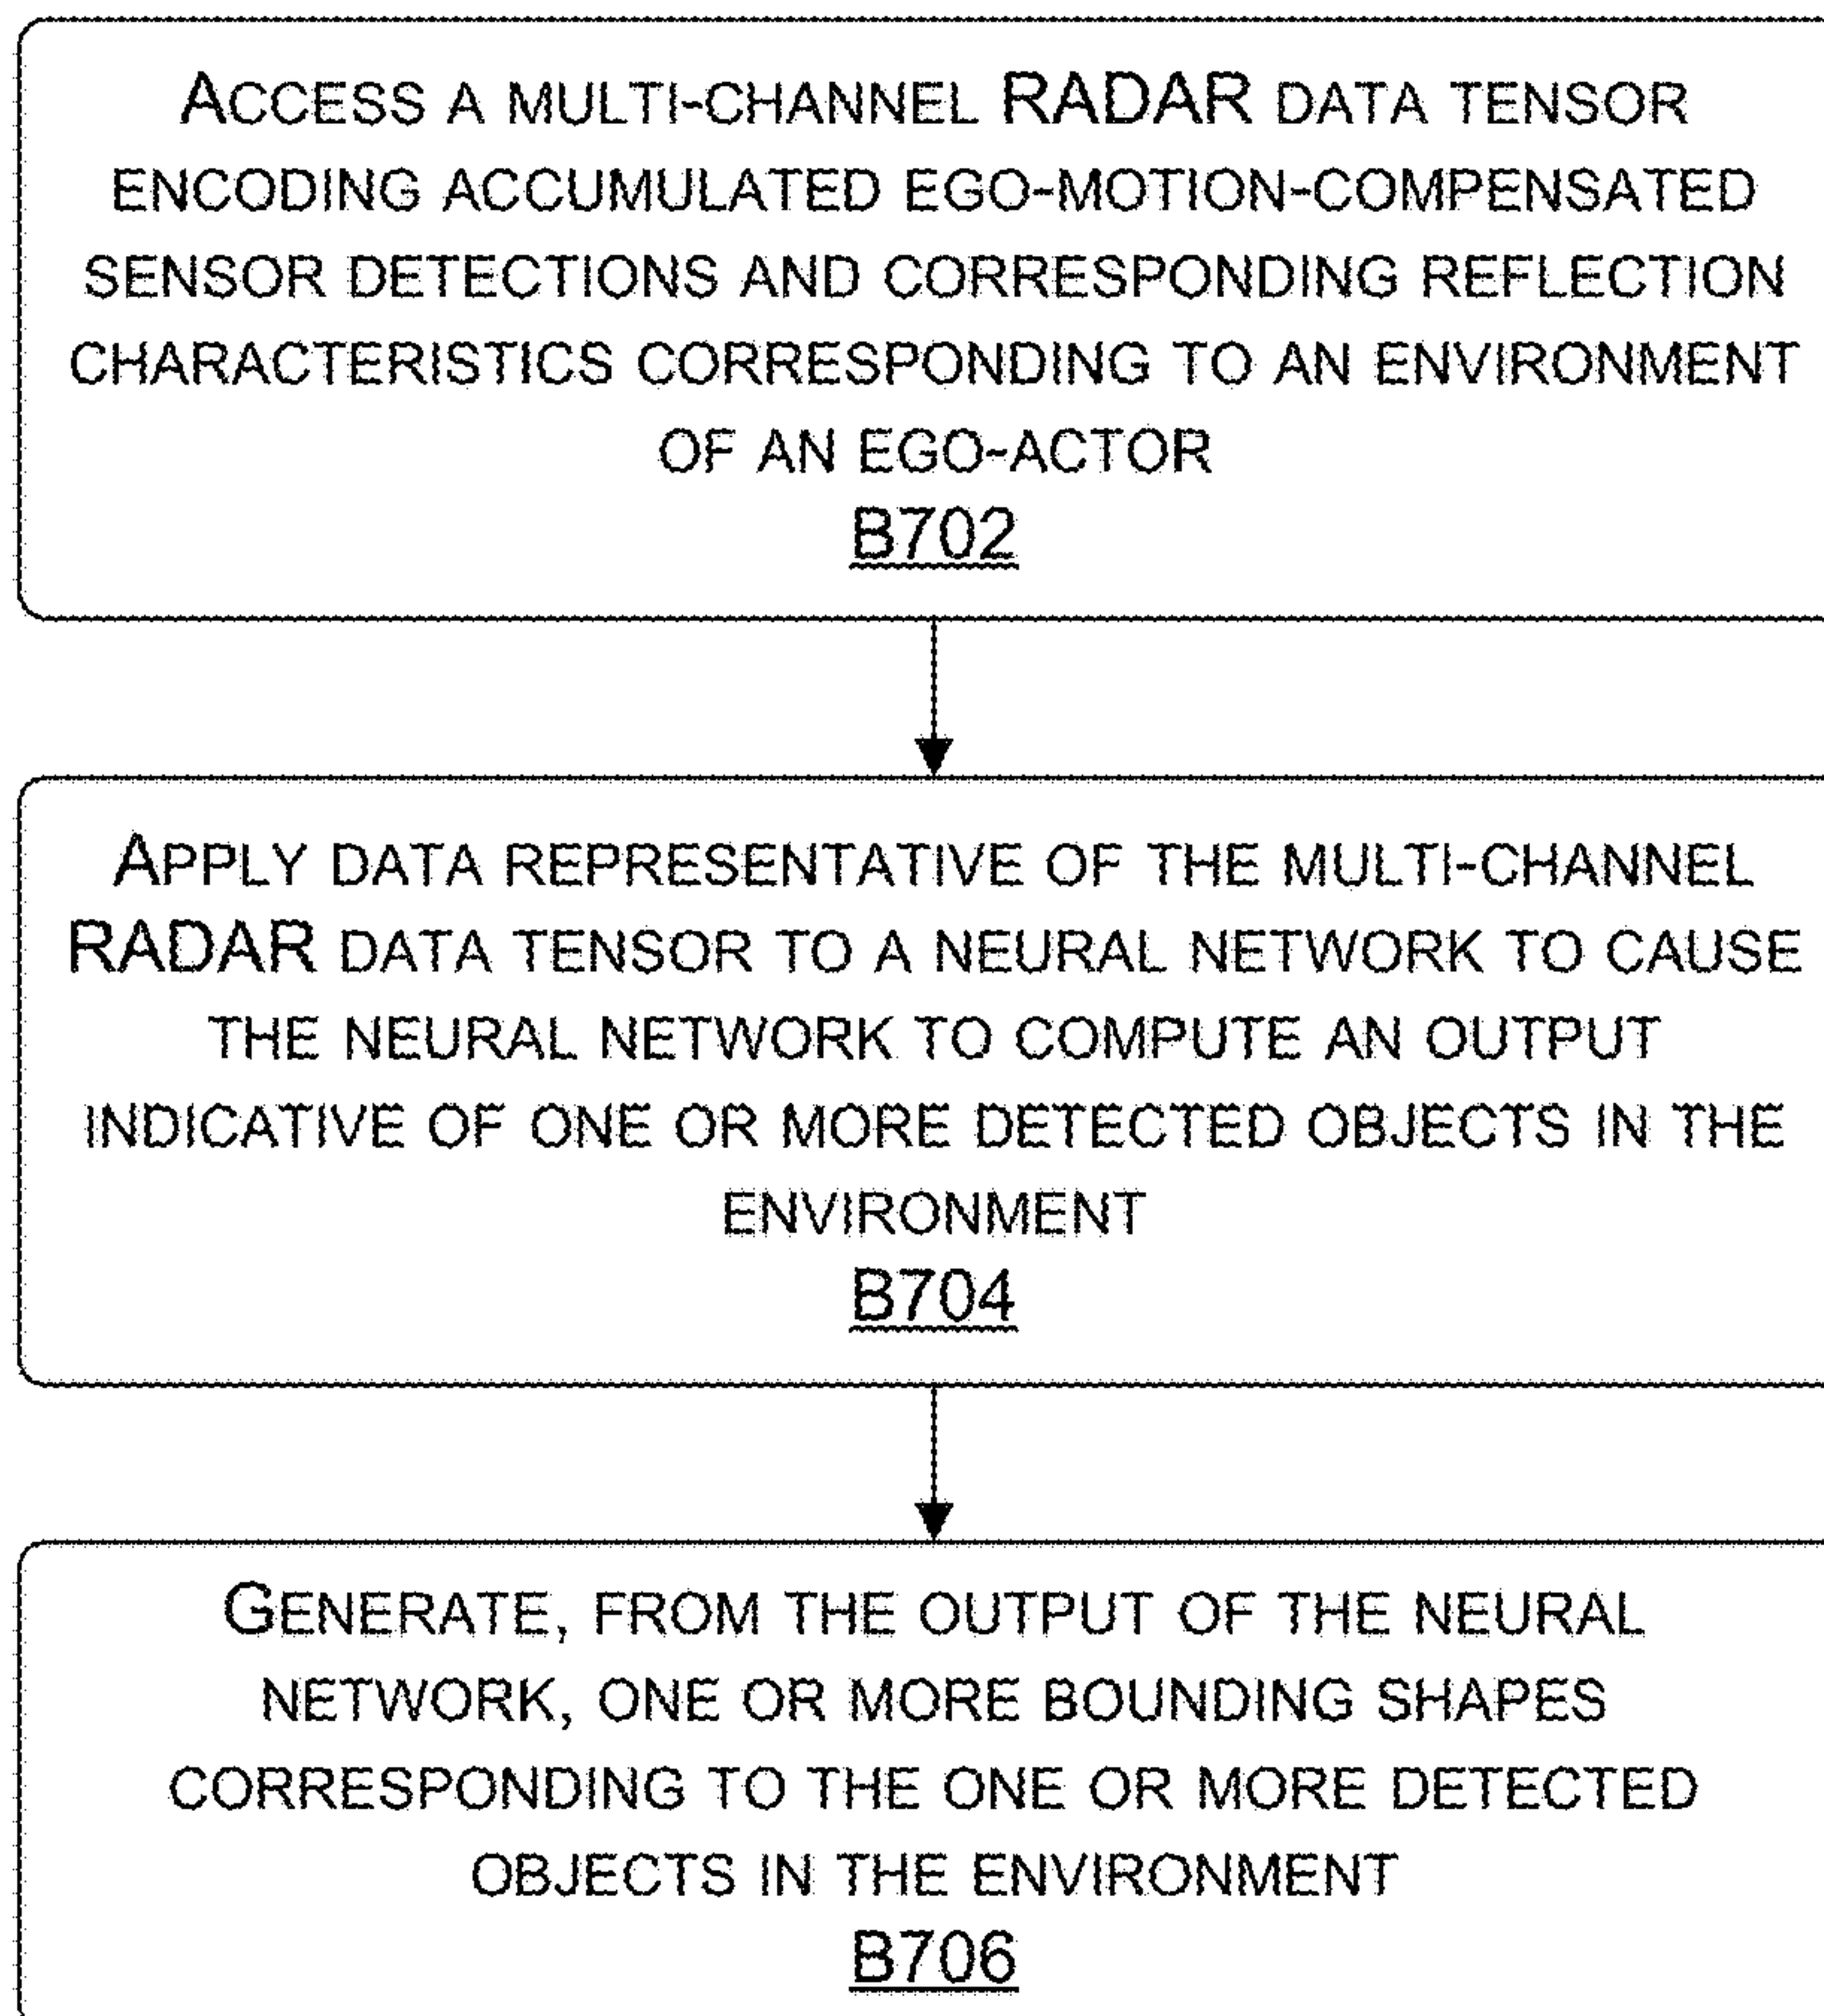 ACCESS A MULTI-CHANNEL RADAR DATA TENSOR
ENCODING ACCUMULATED EGO-MOTION-COMPENSATED
SENSOR DETECTIONS AND CORRESPONDING REFLECTION
CHARACTERISTICS CORRESPONDING TO AN ENVIRONMENT
OF AN EGO-ACTOR
B702
APPLY DATA REPRESENTATIVE OF THE MULTI-CHANNEL
RADAR DATA TENSOR TO A NEURAL NETWORK TO CAUSE
THE NEURAL NETWORK TO COMPUTE AN OUTPUT
INDICATIVE OF ONE OR MORE DETECTED OBJECTS IN THE
ENVIRONMENT
B704
GENERATE, FROM THE OUTPUT OF THE NEURAL
NETWORK, ONE OR MORE BOUNDING SHAPES
CORRESPONDING TO THE ONE OR MORE DETECTED
OBJECTS IN THE ENVIRONMENT
B706